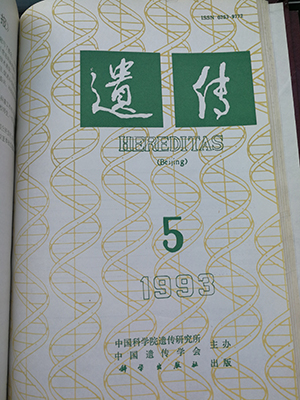 ISSN 0253-9772
遺传
HEREDITAS
(Beijing)
5
1993
中国科学院遗传研究所 主办
中国遗传学会
科学出版社 出版